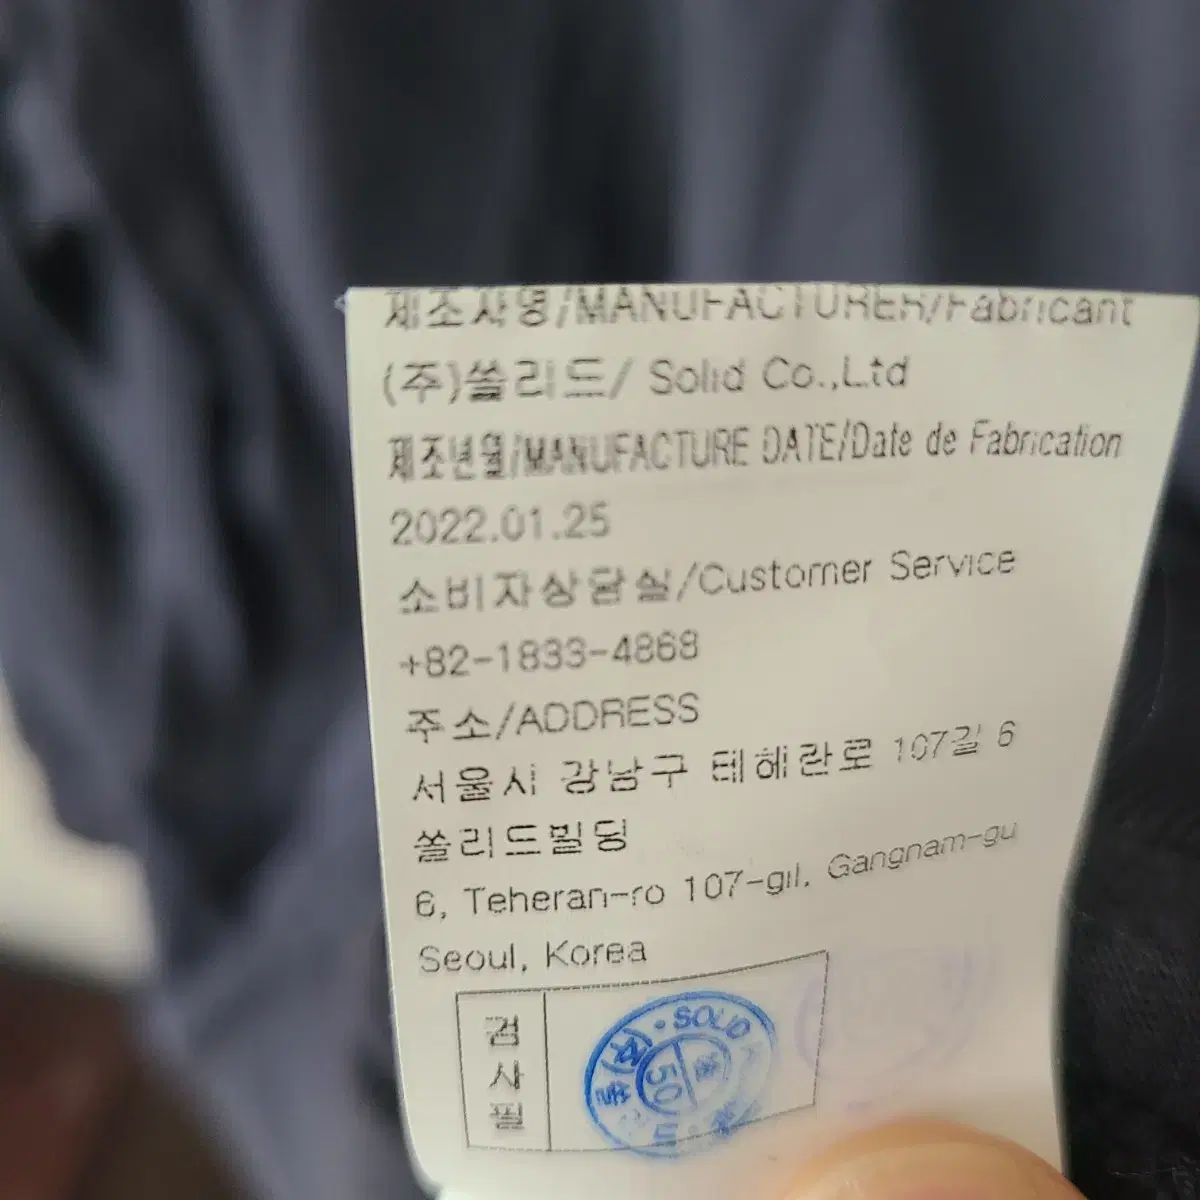 제조자명/MANUFACTURER/Fabricant
(주)쏠리드/ Solid Co.,Ltd
제조년월/MANUFACTURE DATE/Date de Fabrication
2022.01.25
소비자상담실/Customer Service
+82-1833-4868
주소/ADDRESS
서울시 강남구 테헤란로 107길 6
쏠리드빌딩
6, Teheran-ro 107-gil, Gangnam-gu
Seoul, Korea
검
사
필
SOLID
(주)쏠
50